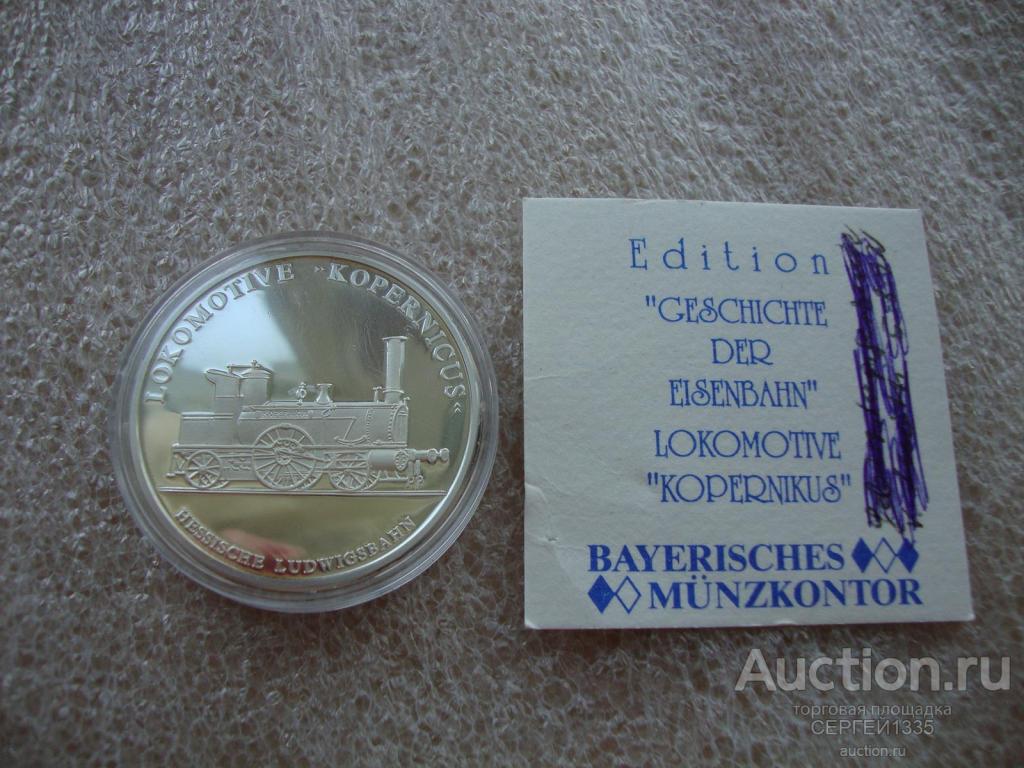 LOKOMOTIVE »KOPERNICUS«
HESSISCHE LUDWIGSBAHN
Edition
"GESCHICHTE
DER
EISENBAHN"
LOKOMOTIVE
"KOPERNIKUS"
BAYERISCHES
MÜNZKONTOR
Auction.ru
торговая площадка
СЕРГЕЙ1335
auction.ru